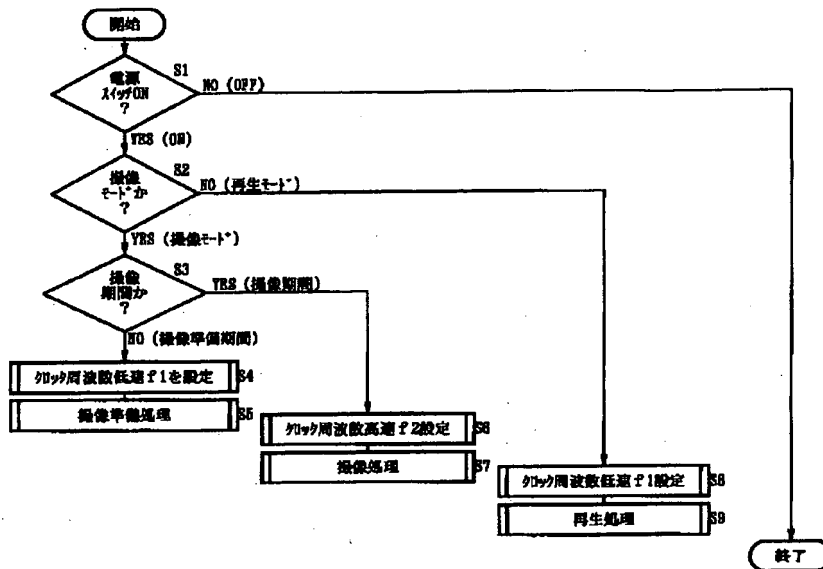 開始
S1
電源
スイッチON
?
NO (OFF)
YES (ON)
S2
撮像
モードか
?
NO (再生モード)
YES (撮像モード)
S3
撮像
期間か
?
YES (撮像期間)
NO (撮像準備期間)
クロック周波数低速f1を設定 S4
撮像準備処理 S5
クロック周波数高速f2設定 S6
撮像処理 S7
クロック周波数低速f1設定 S8
再生処理 S9
終了